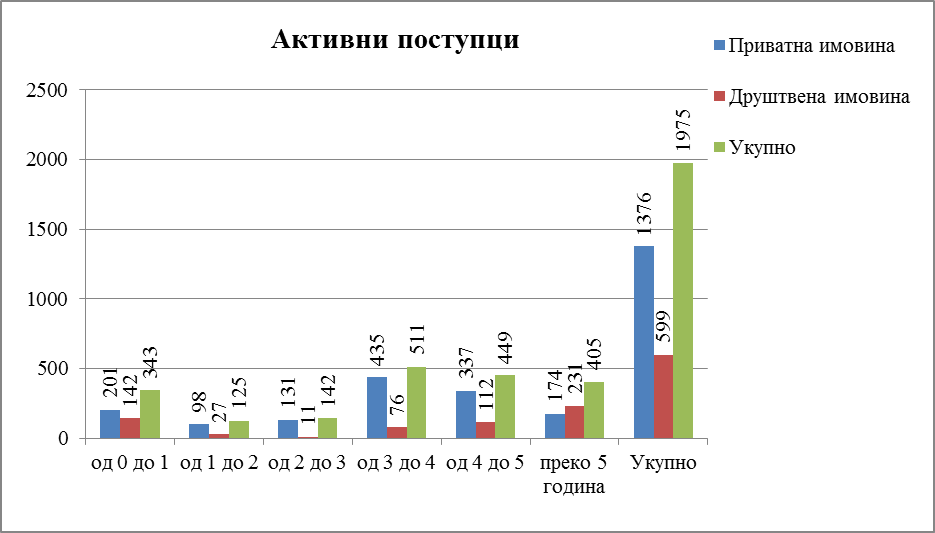 Активни поступци
Приватна имовина
Друштвена имовина
Укупно
2500
2000
1500
1000
500
0
201
142
343
98
27
125
131
11
142
435
76
511
337
112
449
174
231
405
1376
599
1975
од 0 до 1
од 1 до 2
од 2 до 3
од 3 до 4
од 4 до 5
преко 5
година
Укупно